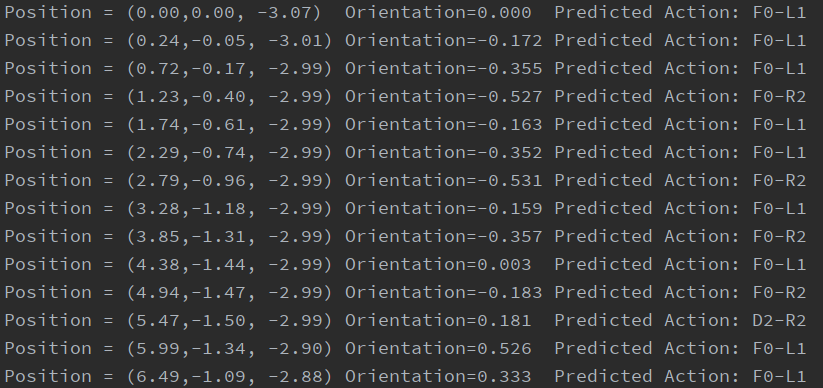 Position = (0.00,0.00, -3.07) Orientation=0.000 Predicted Action: F0-L1
Position = (0.24,-0.05, -3.01) Orientation=-0.172 Predicted Action: F0-L1
Position = (0.72,-0.17, -2.99) Orientation=-0.355 Predicted Action: F0-L1
Position = (1.23,-0.40, -2.99) Orientation=-0.527 Predicted Action: F0-R2
Position = (1.74,-0.61, -2.99) Orientation=-0.163 Predicted Action: F0-L1
Position = (2.29,-0.74, -2.99) Orientation=-0.352 Predicted Action: F0-L1
Position = (2.79,-0.96, -2.99) Orientation=-0.531 Predicted Action: F0-R2
Position = (3.28,-1.18, -2.99) Orientation=-0.159 Predicted Action: F0-L1
Position = (3.85,-1.31, -2.99) Orientation=-0.357 Predicted Action: F0-R2
Position = (4.38,-1.44, -2.99) Orientation=0.003 Predicted Action: F0-L1
Position = (4.94,-1.47, -2.99) Orientation=-0.183 Predicted Action: F0-R2
Position = (5.47,-1.50, -2.99) Orientation=0.181 Predicted Action: D2-R2
Position = (5.99,-1.34, -2.90) Orientation=0.526 Predicted Action: F0-L1
Position = (6.49,-1.09, -2.88) Orientation=0.333 Predicted Action: F0-L1